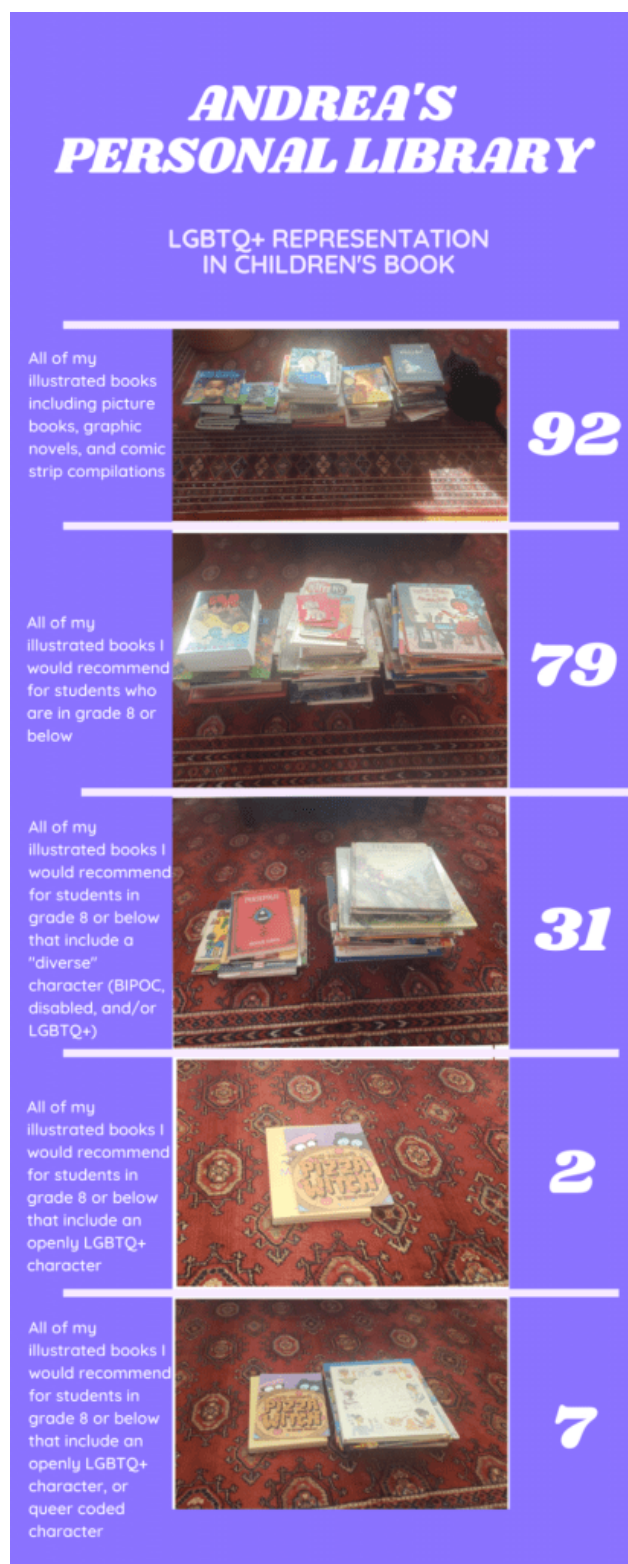 ANDREA'S
PERSONAL LIBRARY
LGBTQ+ REPRESENTATION
IN CHILDREN'S BOOK
All of my
illustrated books
including picture
books, graphic
novels, and comic
strip compilations
92
All of my
illustrated books I
would recommend
for students who
are in grade 8 or
below
79
All of my
illustrated books I
would recommend
for students in
grade 8 or below
that include a
"diverse"
character (BIPOC,
disabled, and/or
LGBTQ+)
31
All of my
illustrated books I
would recommend
for students in
grade 8 or below
that include an
openly LGBTQ+
character
PIZZA
WITCH
2
All of my
illustrated books I
would recommend
for students in
grade 8 or below
that include an
openly LGBTQ+
character, or
queer coded
character
PIZZA
WITCH
7